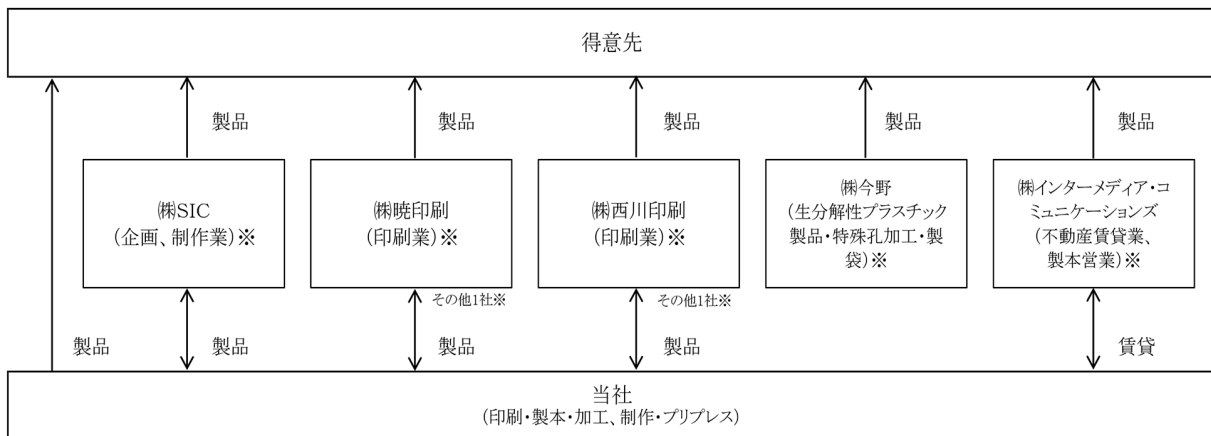 得意先
製品
製品
製品
製品
製品
㈱SIC
(企画、制作業)※
㈱暁印刷
(印刷業)※
㈱西川印刷
(印刷業)※
㈱今野
(生分解性プラスチック
製品・特殊孔加工・製
袋)※
㈱インターメディア・コ
ミュニケーションズ
(不動産賃貸業、
製本営業)※
その他1社※
その他1社※
製品
製品
製品
製品
賃貸
当社
(印刷・製本・加工、制作・プリプレス)